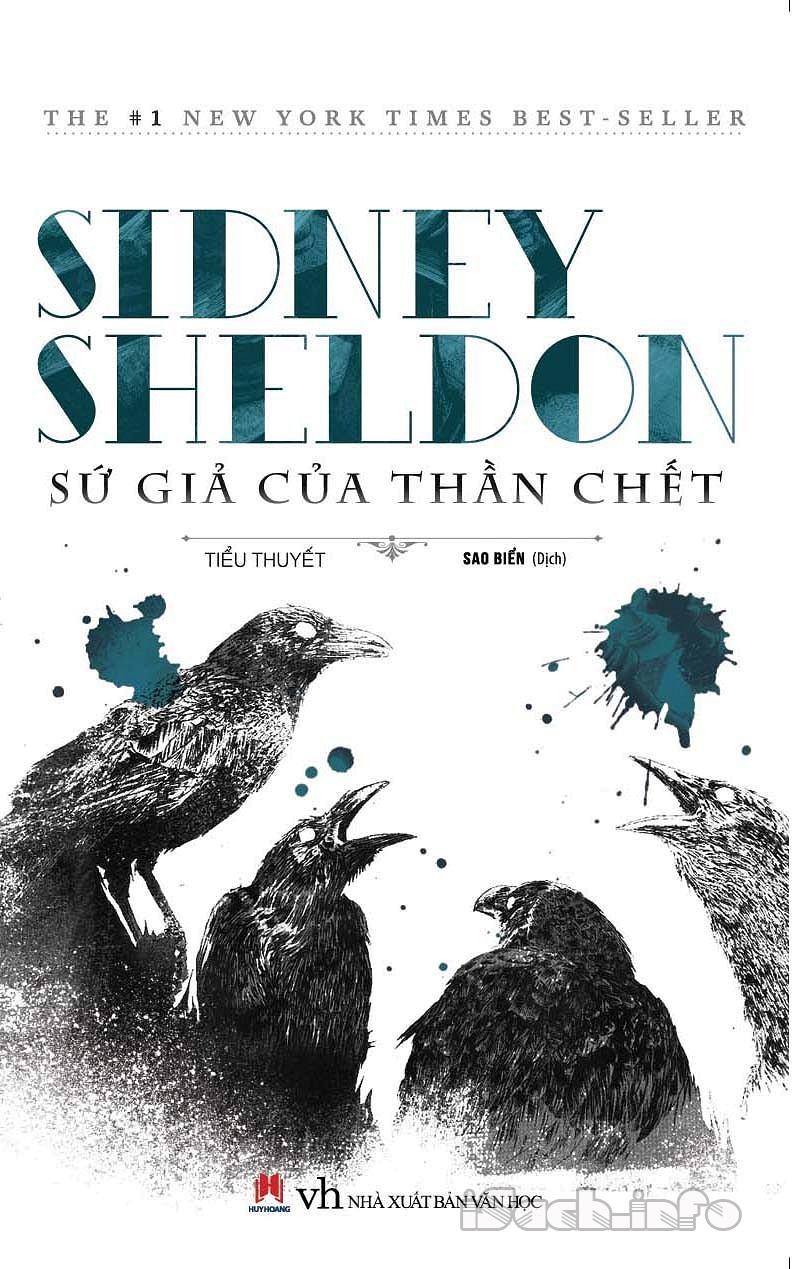 THE #1 NEW YORK TIMES BEST-SELLER
SIDNEY
SHELDON
SỨ GIẢ CỦA THẦN CHẾT
TIỂU THUYẾT
SAO BIỂN (Dịch)
HUYHOANG
vh NHÀ XUẤT BẢN VĂN HỌC
iSach.info